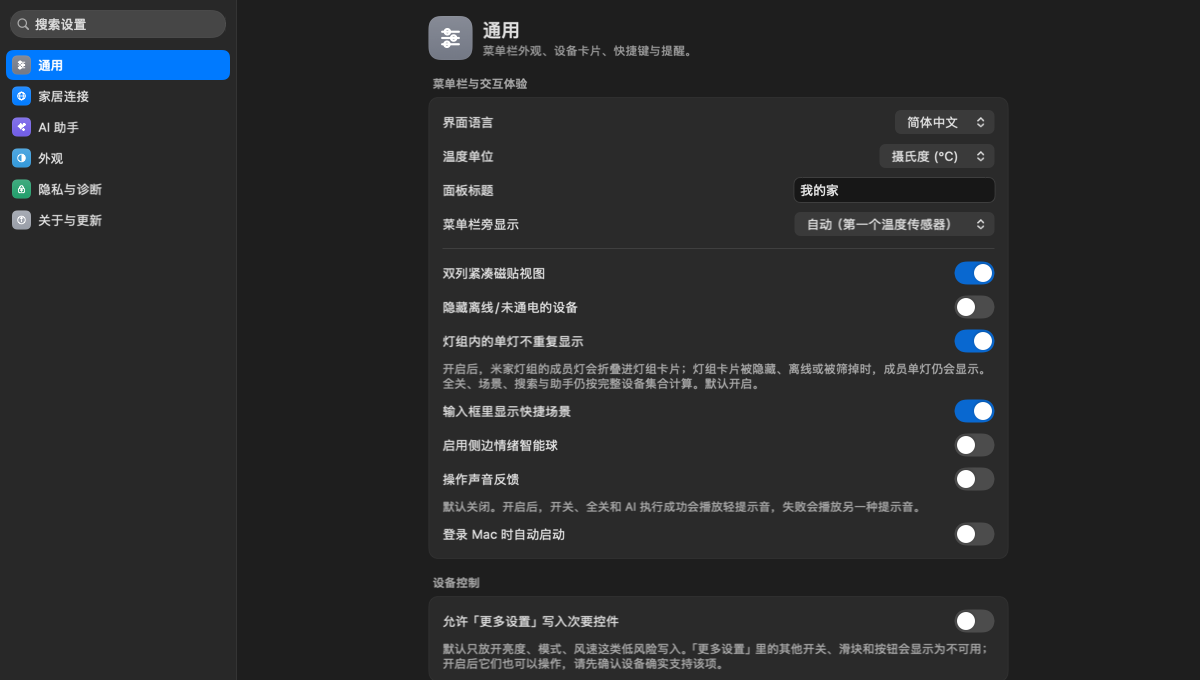 搜索设置
通用
家居连接
AI 助手
外观
隐私与诊断
关于与更新
通用
菜单栏外观、设备卡片、快捷键与提醒。
菜单栏与交互体验
界面语言
简体中文
温度单位
摄氏度 (°C)
面板标题
我的家
菜单栏旁显示
自动（第一个温度传感器）
双列紧凑磁贴视图
隐藏离线/未通电的设备
灯组内的单灯不重复显示
开启后，米家灯组的成员灯会折叠进灯组卡片；灯组卡片被隐藏、离线或被筛掉时，成员单灯仍会显示。
全关、场景、搜索与助手仍按完整设备集合计算。默认开启。
输入框里显示快捷场景
启用侧边情绪智能球
操作声音反馈
默认关闭。开启后，开关、全关和 AI 执行成功会播放轻提示音，失败会播放另一种提示音。
登录 Mac 时自动启动
设备控制
允许「更多设置」写入次要控件
默认只放开亮度、模式、风速这类低风险写入。「更多设置」里的其他开关、滑块和按钮会显示为不可用；
开启后它们也可以操作，请先确认设备确实支持该项。